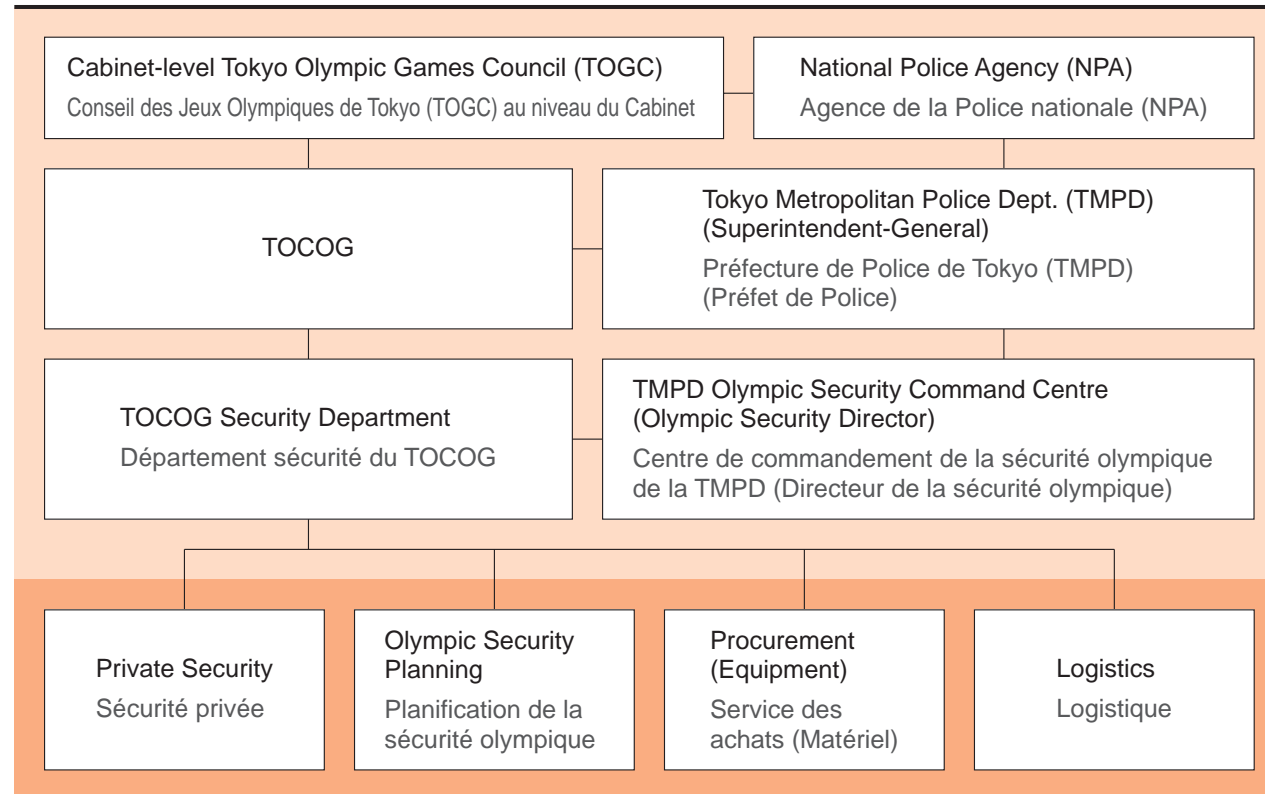 Cabinet-level Tokyo Olympic Games Council (TOGC)
Conseil des Jeux Olympiques de Tokyo (TOGC) au niveau du Cabinet
National Police Agency (NPA)
Agence de la Police nationale (NPA)
TOCOG
Tokyo Metropolitan Police Dept. (TMPD)
(Superintendent-General)
Préfecture de Police de Tokyo (TMPD)
(Préfet de Police)
TOCOG Security Department
Département sécurité du TOCOG
TMPD Olympic Security Command Centre
(Olympic Security Director)
Centre de commandement de la sécurité olympique
de la TMPD (Directeur de la sécurité olympique)
Private Security
Sécurité privée
Olympic Security
Planning
Planification de la
sécurité olympique
Procurement
(Equipment)
Service des
achats (Matériel)
Logistics
Logistique